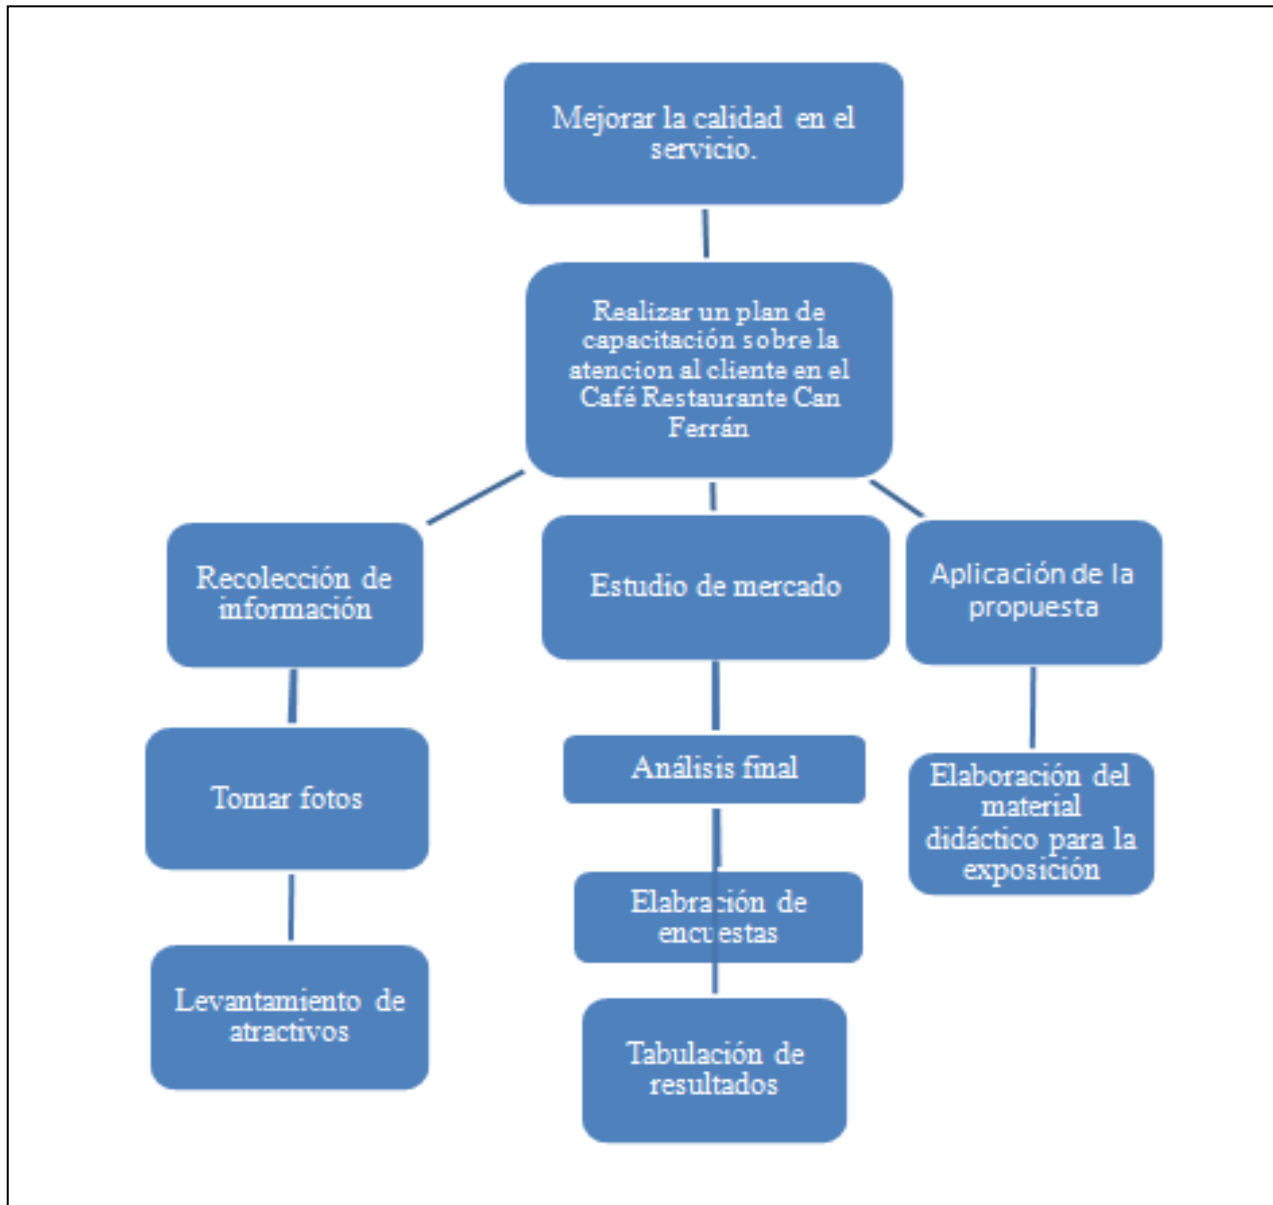 Mejorar la calidad en el
servicio.
Realizar un plan de
capacitación sobre la
atencion al cliente en el
Café Restaurante Can
Ferrán
Recolección de
información
Estudio de mercado
Aplicación de la
propuesta
Tomar fotos
Análisis final
Elaboración del
material
didáctico para la
exposición
Elabración de
encuestas
Levantamiento de
atractivos
Tabulación de
resultados